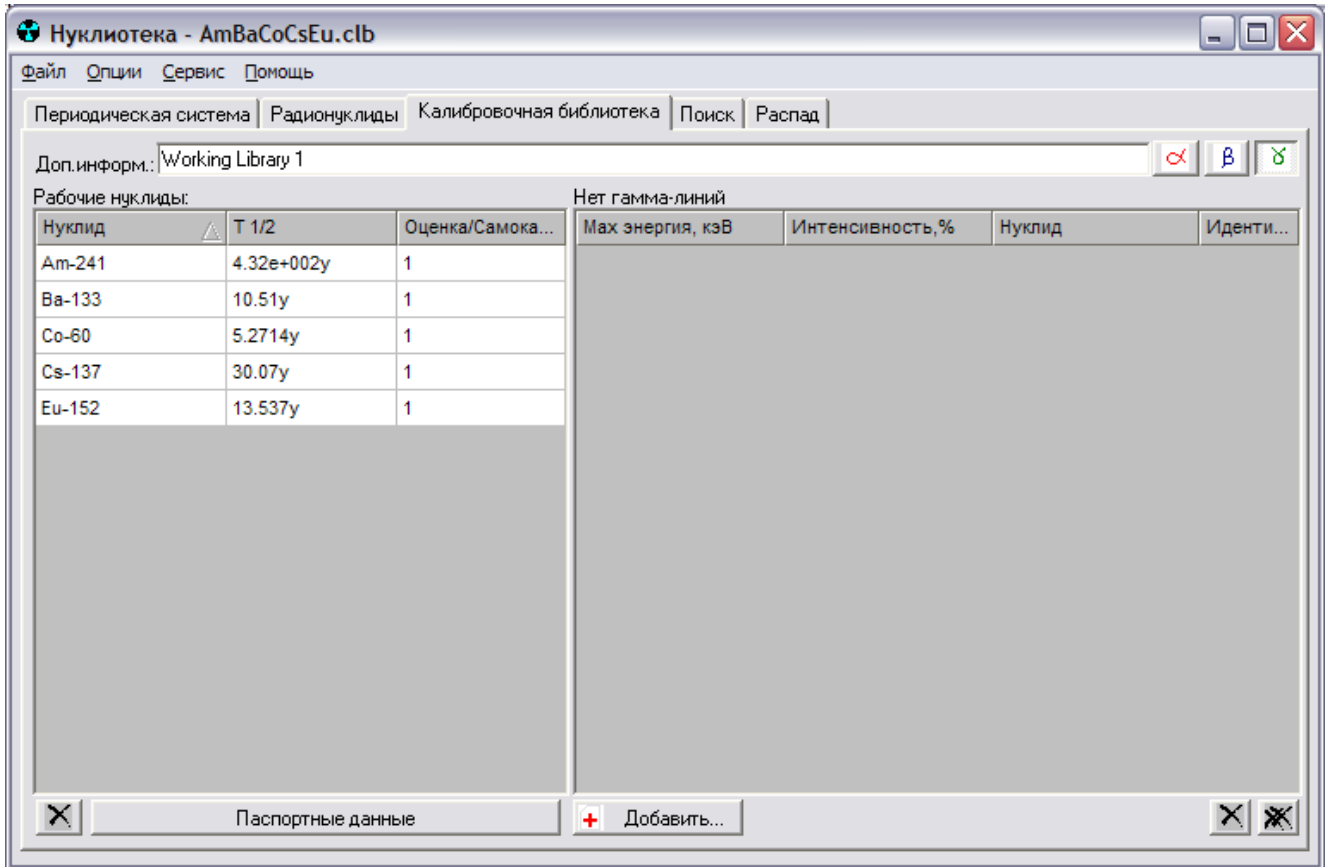 Нуклиотека - AmBaCoCsEu.clb
Файл Опции Сервис Помощь
Периодическая система Радионуклиды Калибровочная библиотека Поиск Распад
Доп.информ.: Working Library 1 α β γ
Рабочие нуклиды: Нет гамма-линий
Нуклид T 1/2 Оценка/Самока... Мах энергия, кэВ Интенсивность,% Нуклид Иденти...
Am-241 4.32e+002y 1
Ba-133 10.51y 1
Co-60 5.2714y 1
Cs-137 30.07y 1
Eu-152 13.537y 1
Паспортные данные Добавить...